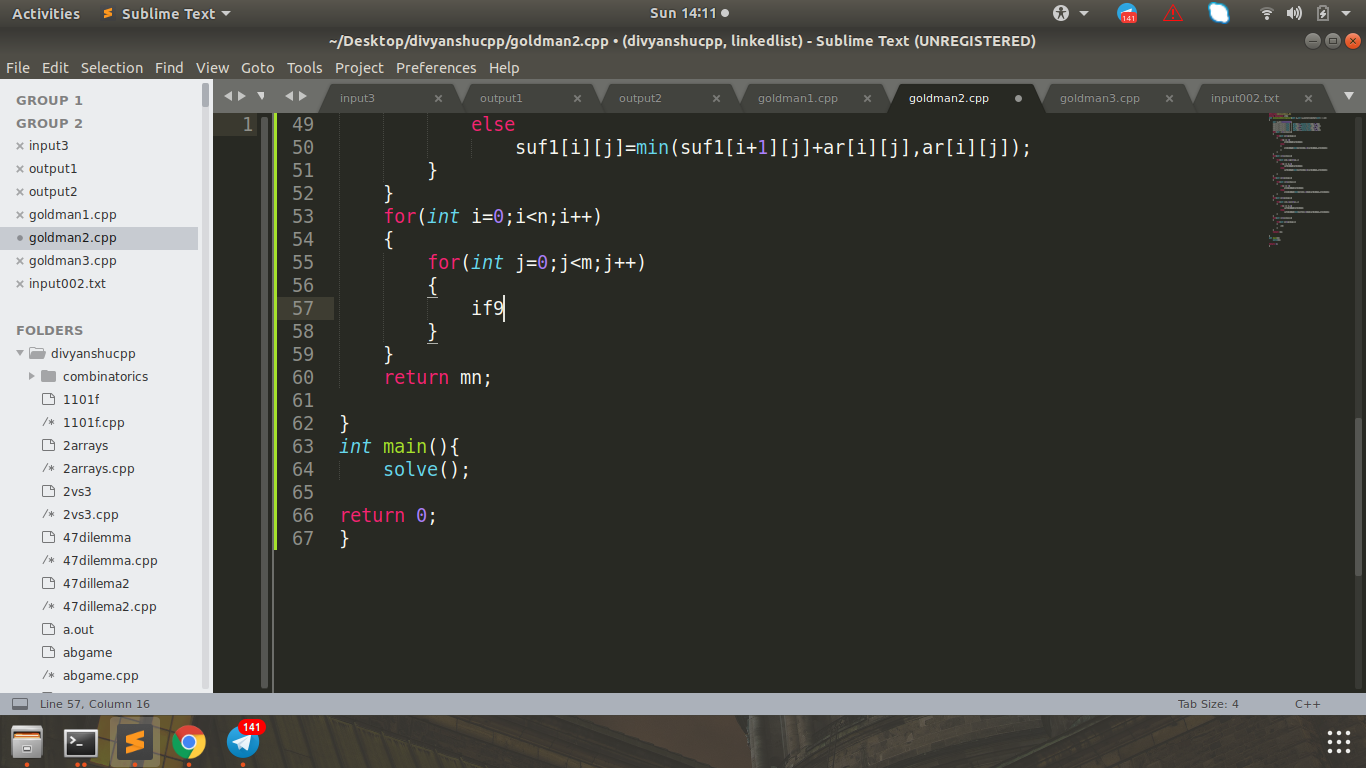 Activities Sublime Text Sun 14:11 141
~/Desktop/divyanshucpp/goldman2.cpp • (divyanshucpp, linkedlist) - Sublime Text (UNREGISTERED)
File Edit Selection Find View Goto Tools Project Preferences Help
GROUP 1
GROUP 2
input3
output1
output2
goldman1.cpp
goldman2.cpp
goldman3.cpp
input002.txt
FOLDERS
divyanshucpp
combinatorics
1101f
/* 1101f.cpp
2arrays
/* 2arrays.cpp
2vs3
/* 2vs3.cpp
47dilemma
/* 47dilemma.cpp
47dillema2
/* 47dillema2.cpp
a.out
abgame
/* abgame.cpp
input3 output1 output2 goldman1.cpp goldman2.cpp goldman3.cpp input002.txt
1
49 else
50 suf1[i][j]=min(suf1[i+1][j]+ar[i][j],ar[i][j]);
51 }
52 }
53 for(int i=0;i<n;i++)
54 {
55 for(int j=0;j<m;j++)
56 {
57 if9
58 }
59 }
60 return mn;
61
62 }
63 int main(){
64 solve();
65
66 return 0;
67 }
Line 57, Column 16 Tab Size: 4 C++
141